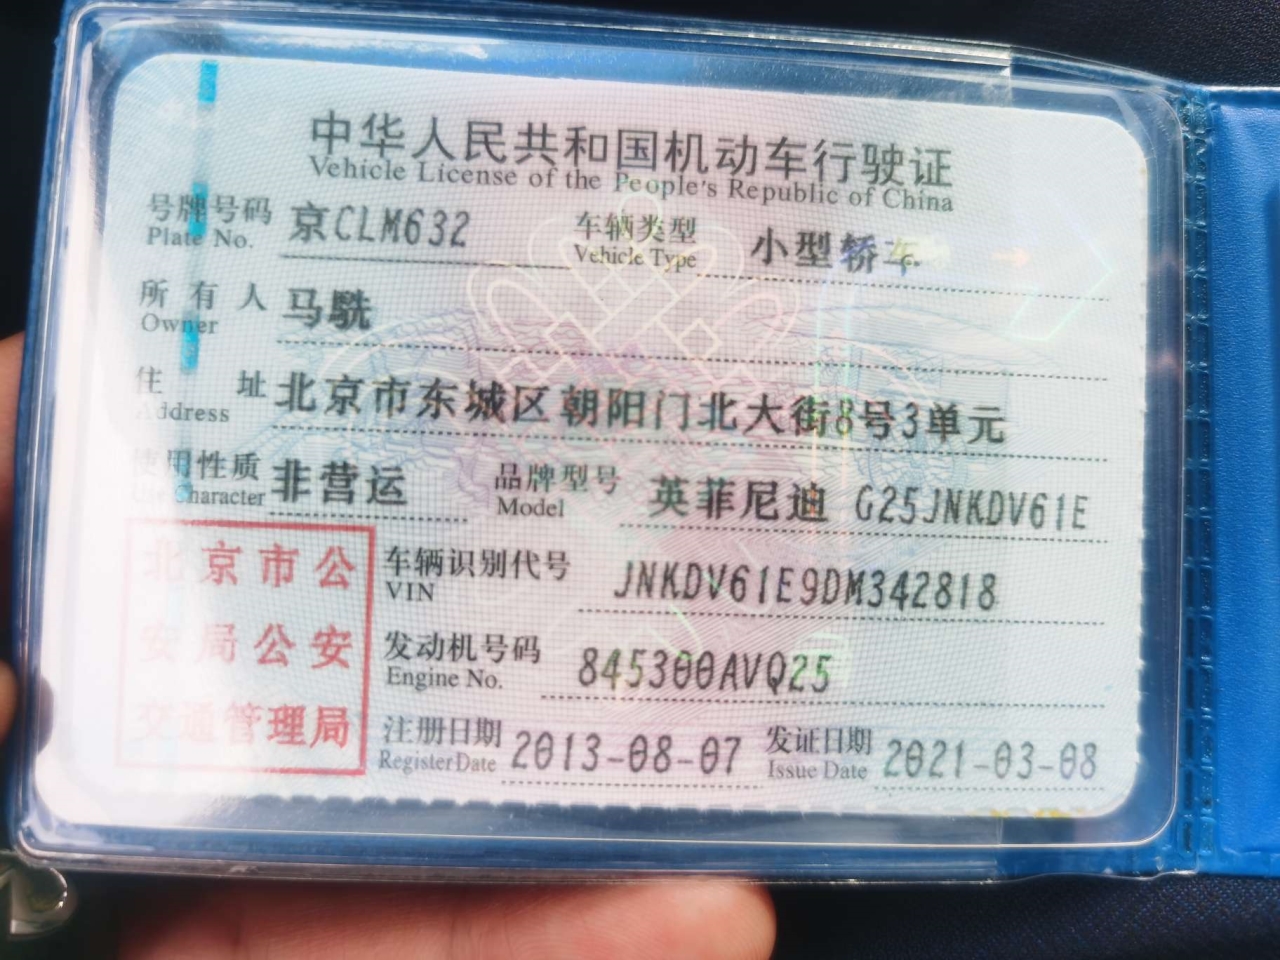 中华人民共和国机动车行驶证
Vehicle License of the People's Republic of China
号牌号码 京CLM632 车辆类型 小型轿车
Plate No. Vehicle Type
所有人 马駪
Owner
住址 北京市东城区朝阳门北大街8号3单元
Address
使用性质 非营运 品牌型号 英菲尼迪 G25JNKDV61E
Use Character Model
北京市公
安局公安
交通管理局
车辆识别代号 JNKDV61E9DM342818
VIN
发动机号码 845300AVQ25
Engine No.
注册日期 2013-08-07 发证日期 2021-03-08
Register Date Issue Date